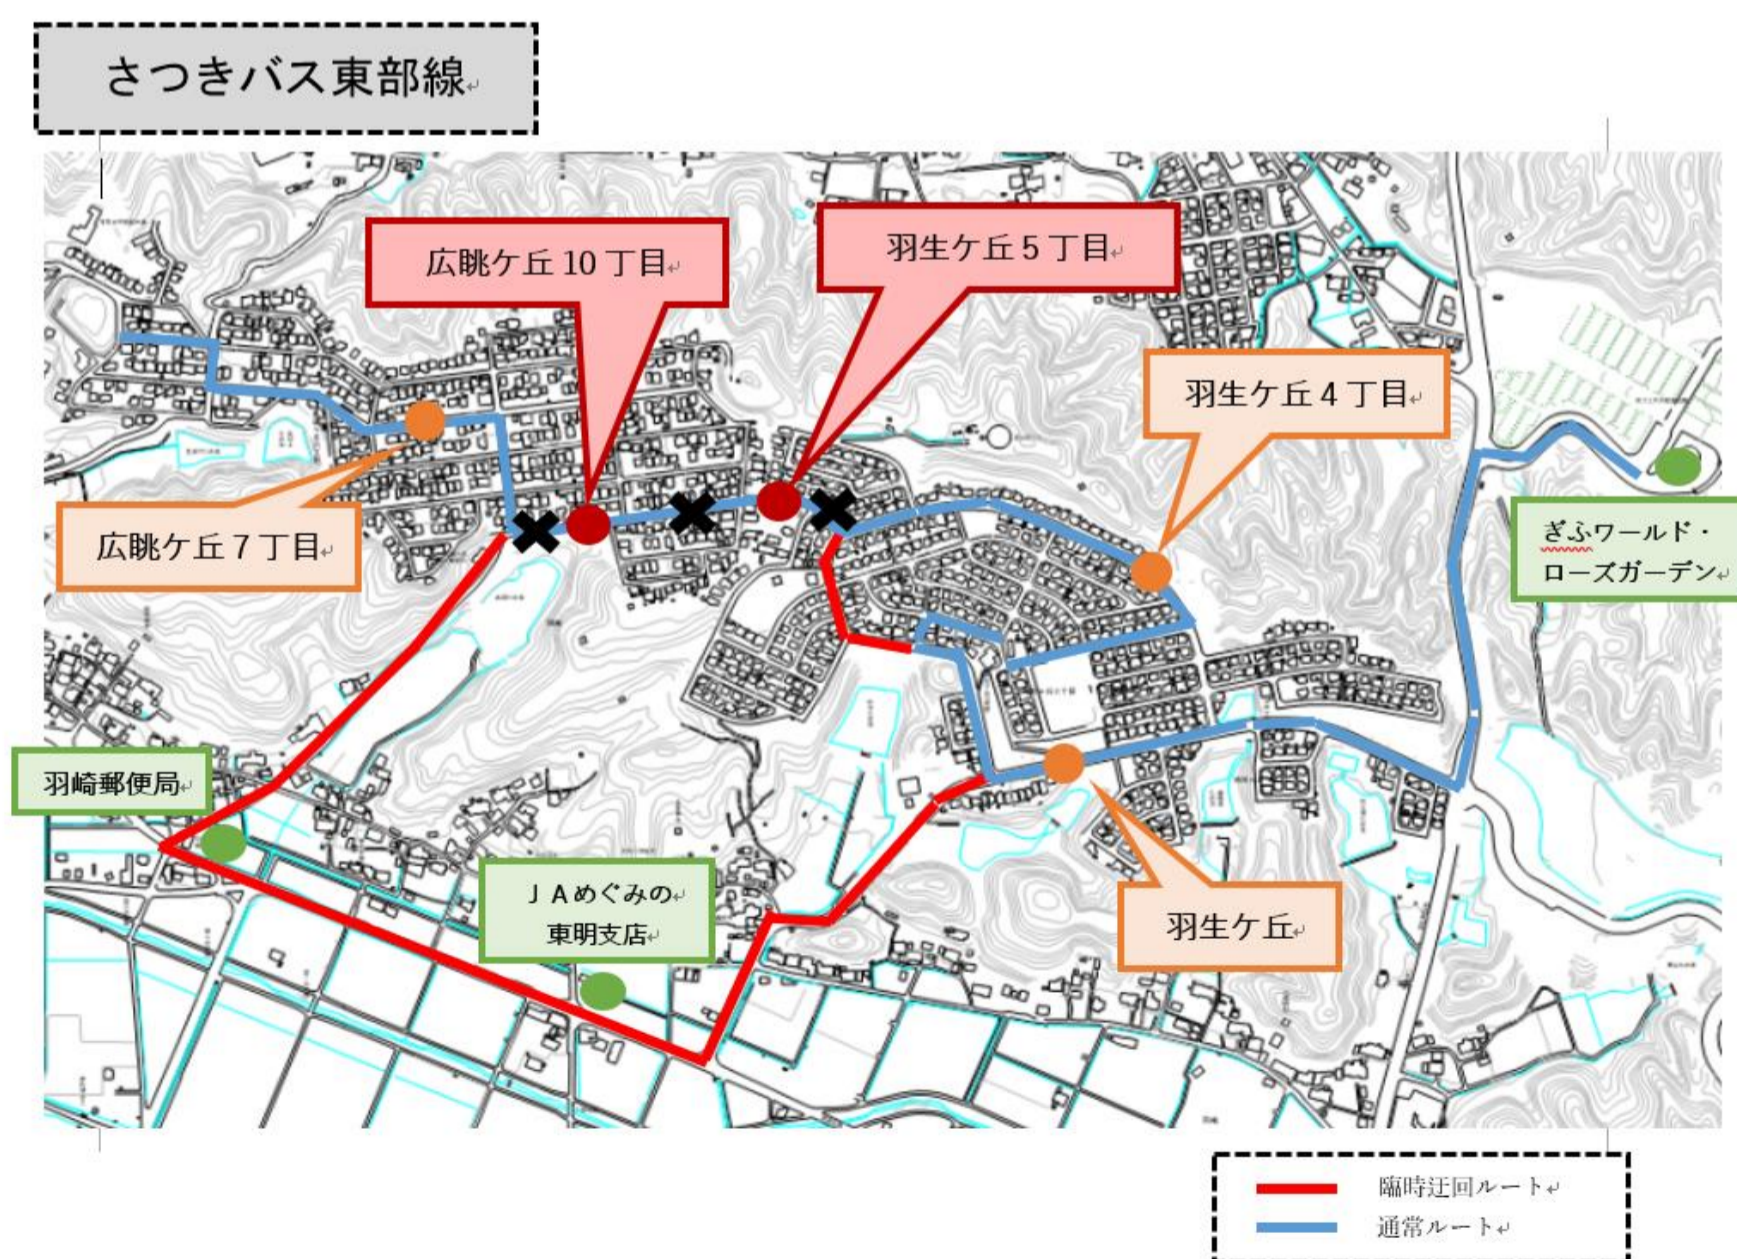 さつきバス東部線
広眺ケ丘10丁目
羽生ケ丘5丁目
羽生ケ丘4丁目
広眺ケ丘7丁目
ぎふワールド・
ローズガーデン
羽崎郵便局
JAめぐみの
東明支店
羽生ケ丘
臨時迂回ルート
通常ルート